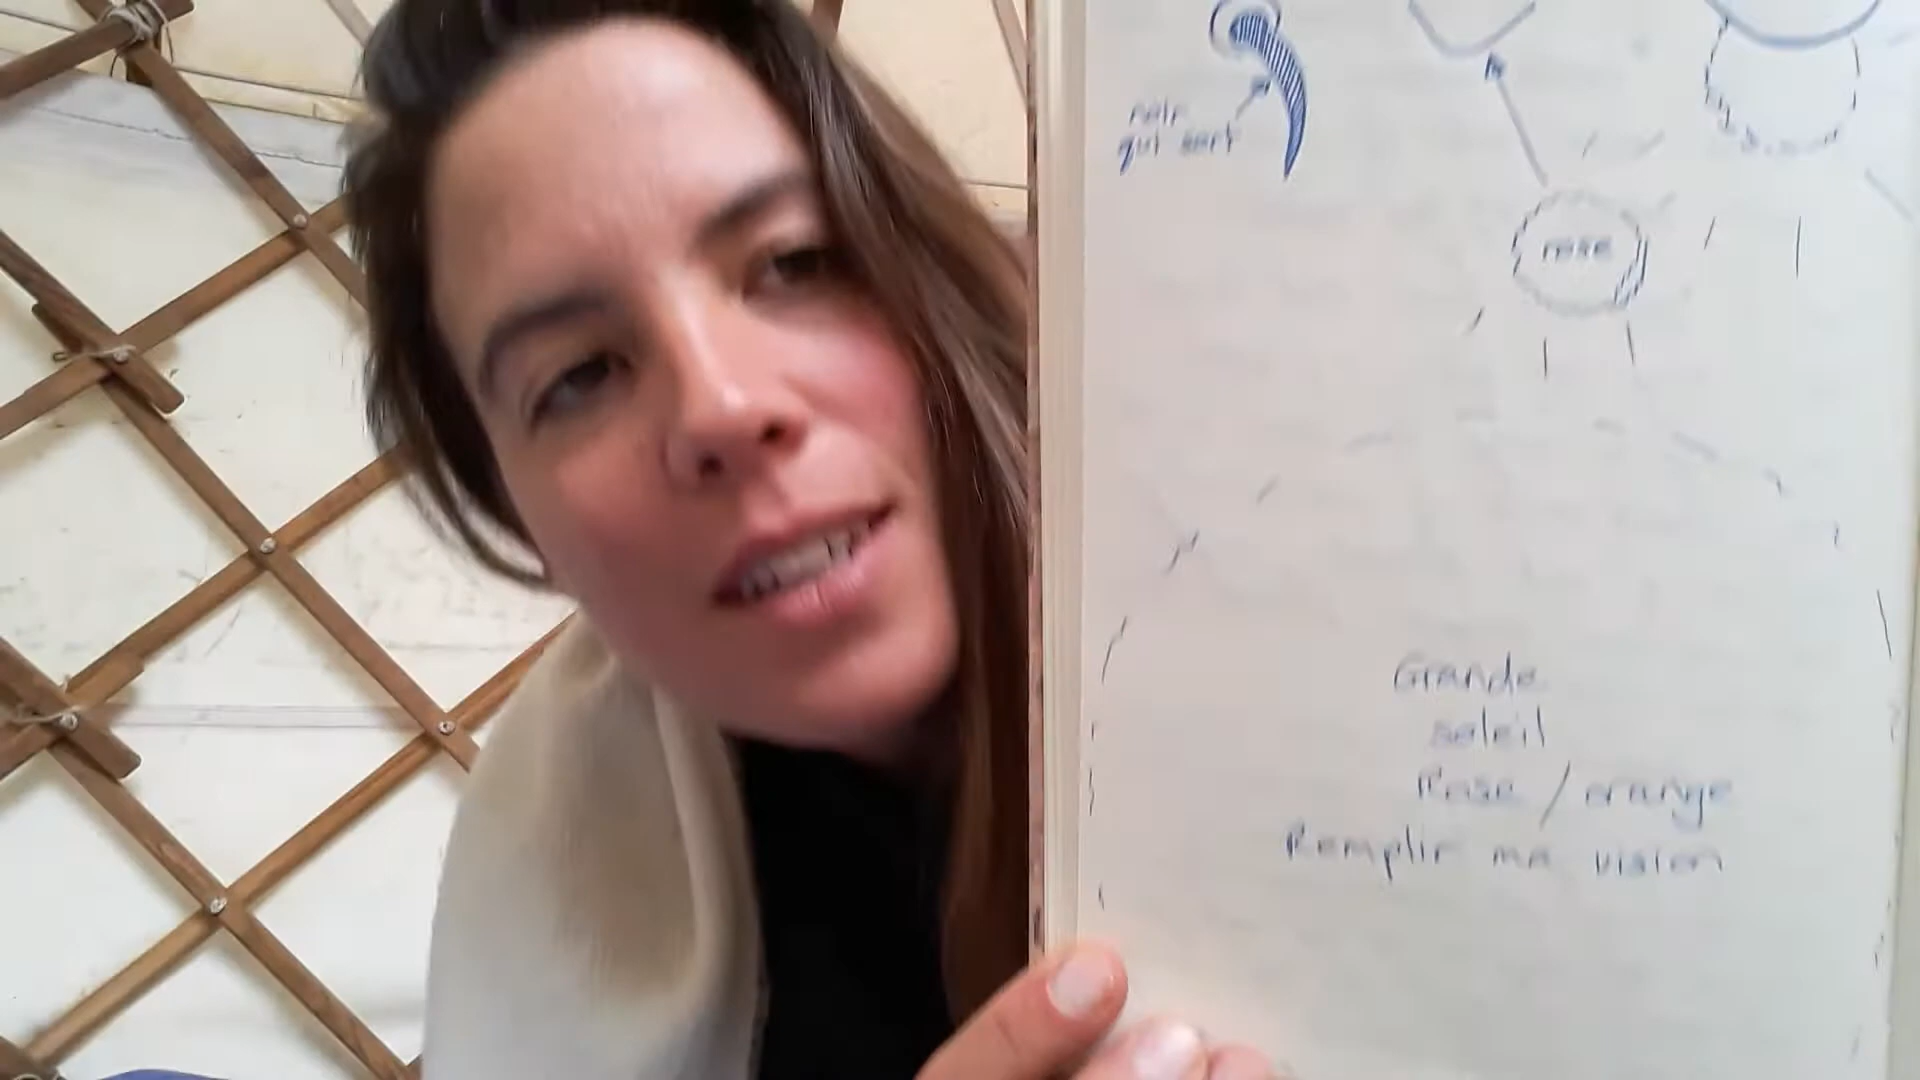 noir
qui sort
rose
Grande
soleil
Rose / orange
Remplir ma vision